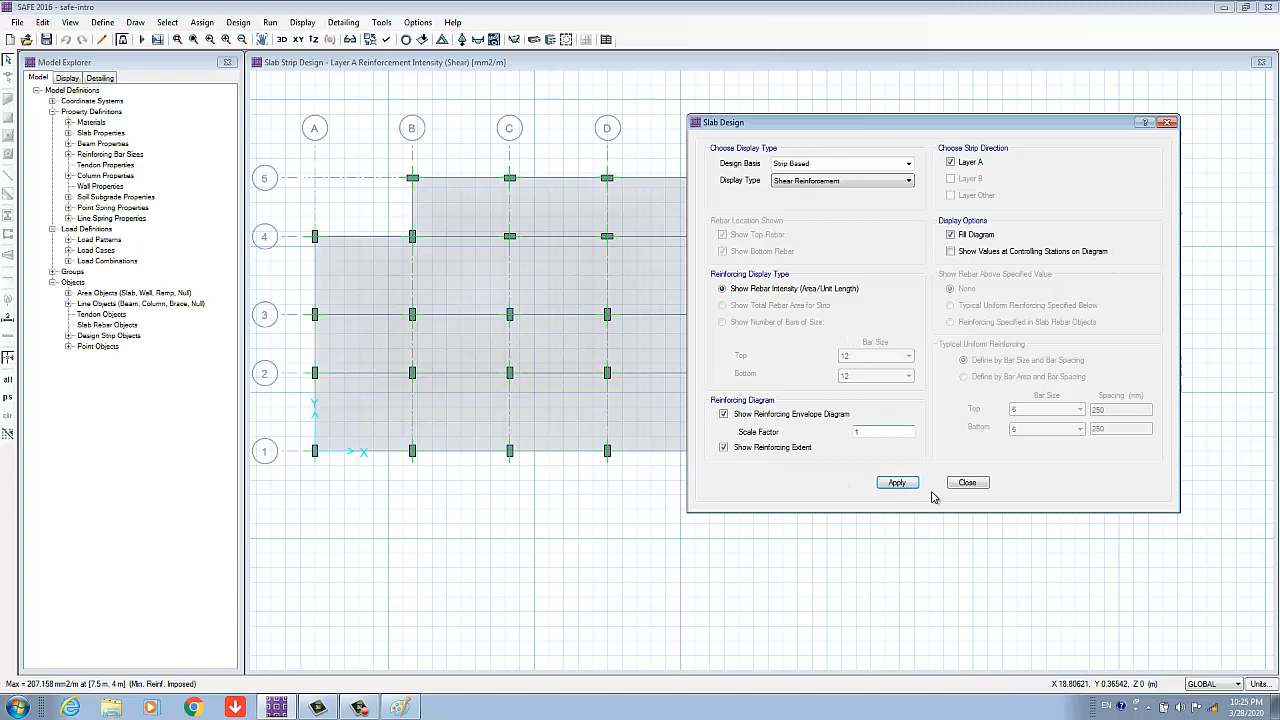 SAFE 2016 - safe-intro
File Edit View Define Draw Select Assign Design Run Display Detailing Tools Options Help
3D XY XZ
Model Explorer
Model Display Detailing
Model Definitions
Coordinate Systems
Property Definitions
Materials
Slab Properties
Beam Properties
Reinforcing Bar Sizes
Tendon Properties
Column Properties
Wall Properties
Soil Subgrade Properties
Point Spring Properties
Line Spring Properties
Load Definitions
Load Patterns
Load Cases
Load Combinations
Groups
Objects
Area Objects (Slab, Wall, Ramp, Null)
Line Objects (Beam, Column, Brace, Null)
Tendon Objects
Slab Rebar Objects
Design Strip Objects
Point Objects
all
ps
clr
Slab Strip Design - Layer A Reinforcement Intensity (Shear) [mm2/m]
A B C D
5
4
3
2
1
Y
X
Slab Design
Choose Display Type
Design Basis Strip Based
Display Type Shear Reinforcement
Rebar Location Shown
Show Top Rebar
Show Bottom Rebar
Reinforcing Display Type
Show Rebar Intensity (Area/Unit Length)
Show Total Rebar Area for Strip
Show Number of Bars of Size
Bar Size
Top 12
Bottom 12
Reinforcing Diagram
Show Reinforcing Envelope Diagram
Scale Factor 1
Show Reinforcing Extent
Choose Strip Direction
Layer A
Layer B
Layer Other
Display Options
Fill Diagram
Show Values at Controlling Stations on Diagram
Show Rebar Above Specified Value
None
Typical Uniform Reinforcing Specified Below
Reinforcing Specified in Slab Rebar Objects
Typical Uniform Reinforcing
Define by Bar Size and Bar Spacing
Define by Bar Area and Bar Spacing
Bar Size Spacing (mm)
Top 6 250
Bottom 6 250
Apply Close
Max = 207.158 mm2/m at [7.5 m, 4 m] (Min. Reinf. Imposed)
X 18.80621, Y 0.36542, Z 0 (m) GLOBAL Units...
EN 10:25 PM
3/28/2020